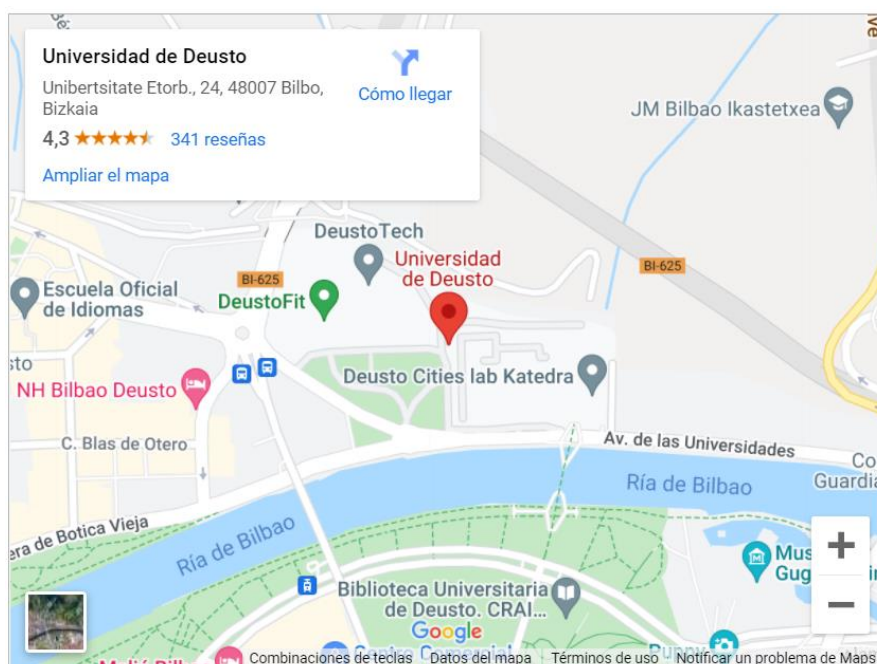 Universidad de Deusto
Unibertsitate Etorb., 24, 48007 Bilbo,
Bizkaia
4,3
341 reseñas
Ampliar el mapa
Cómo llegar
JM Bilbao Ikastetxea
DeustoTech
Universidad
de Deusto
BI-625
BI-625
Escuela Oficial
de Idiomas
DeustoFit
NH Bilbao Deusto
Deusto Cities lab Katedra
C. Blas de Otero
Av. de las Universidades
Ría de Bilbao
Ría de Bilbao
Biblioteca Universitaria
de Deusto. CRAI...
Google
Combinaciones de teclas
Datos del mapa
Términos de uso
Notificar un problema de Maps